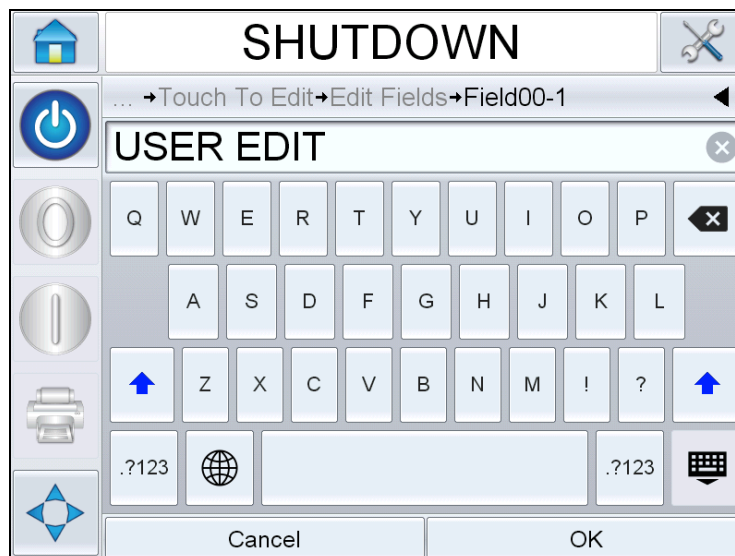 SHUTDOWN
... →Touch To Edit→Edit Fields→Field00-1
USER EDIT
Q W E R T Y U I O P
A S D F G H J K L
Z X C V B N M ! ?
.?123 .?123
Cancel OK